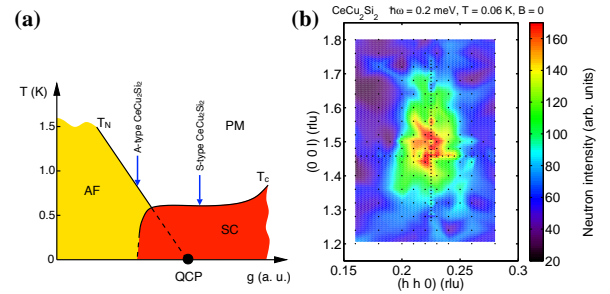 (a)
T (K)
1.5
1.0
0.5
0
T_N
A-type CeCu2Si2
S-type CeCu2Si2
PM
AF
T_c
SC
QCP
g (a. u.)
(b)
CeCu2Si2 ħω = 0.2 meV, T = 0.06 K, B = 0
(0 0 l) (rlu)
1.8
1.7
1.6
1.5
1.4
1.3
1.2
0.15
0.2
0.25
0.3
(h h 0) (rlu)
160
140
120
100
80
60
40
20
Neutron intensity (arb. units)